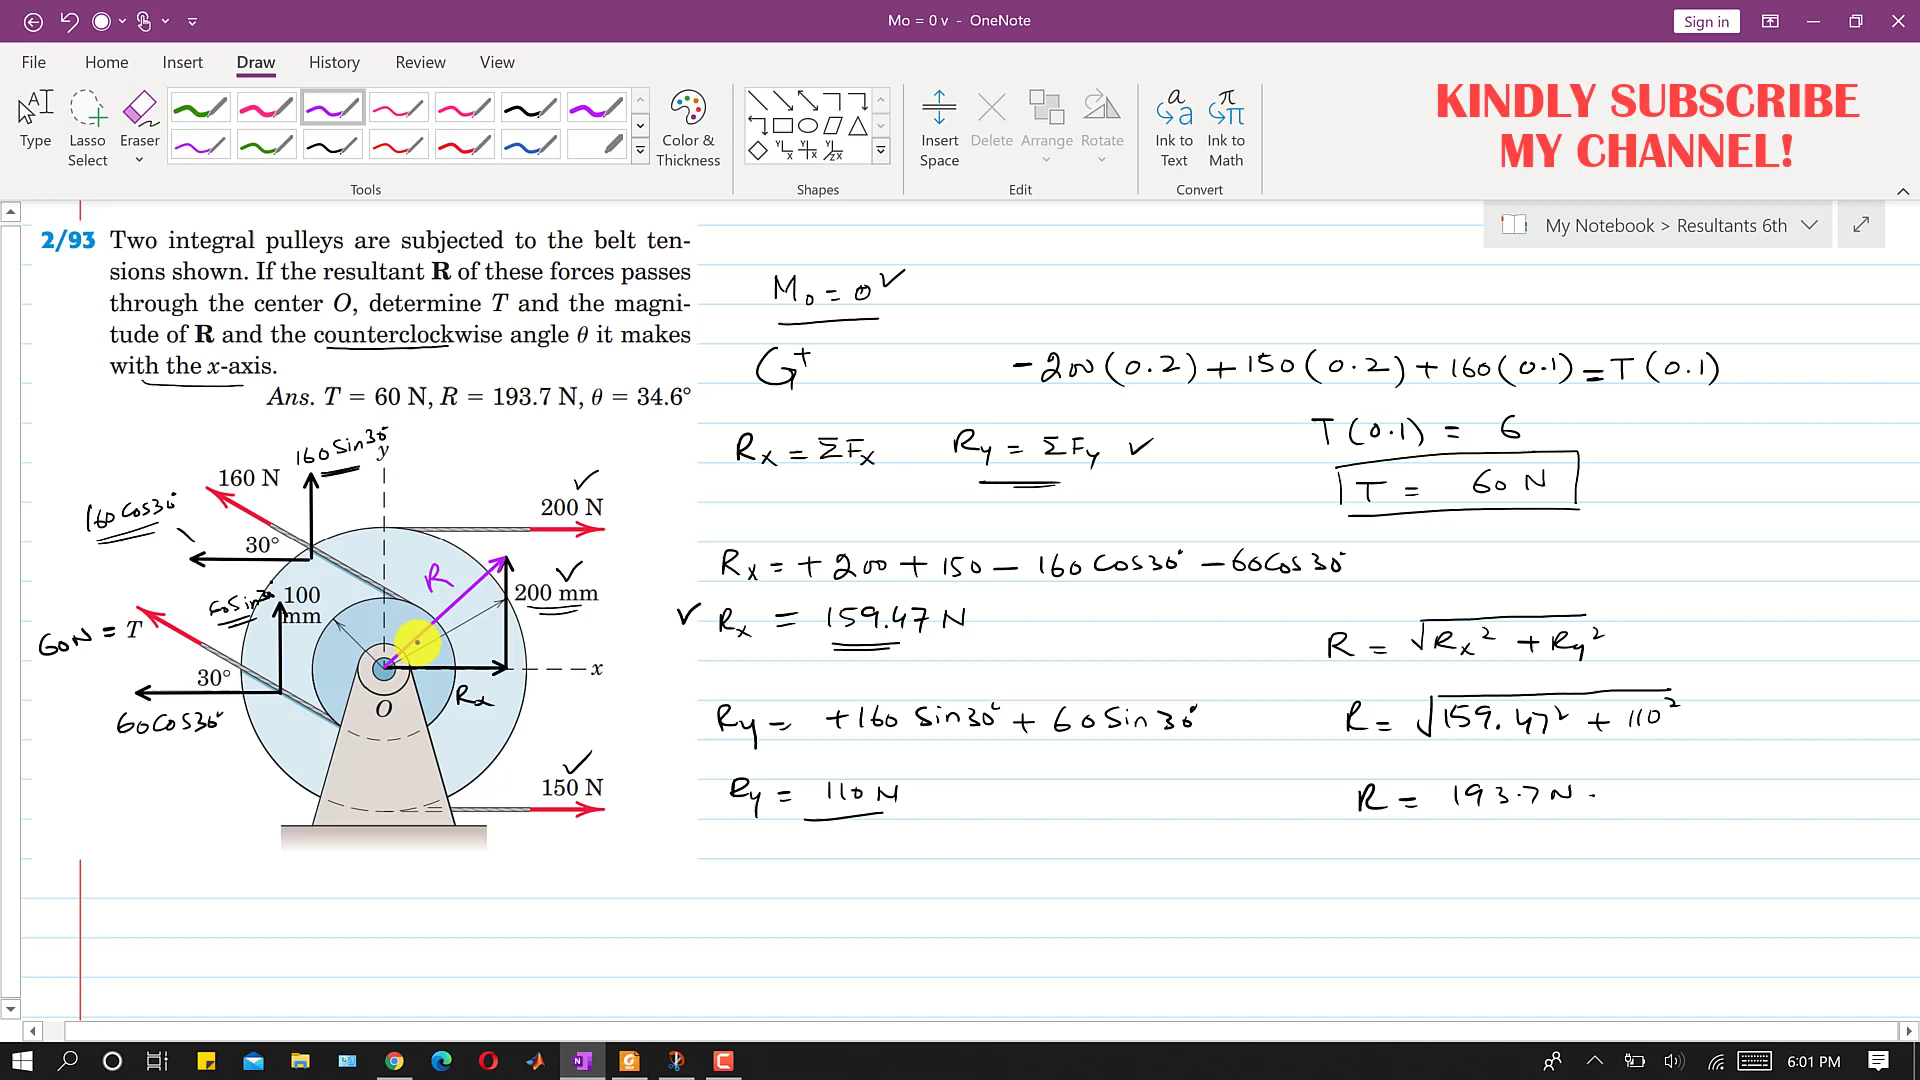 Mo = 0 v - OneNote
Sign in
File Home Insert Draw History Review View
Type
Lasso Select
Eraser
Color & Thickness
Insert Space
Delete
Arrange
Rotate
Ink to Text
Ink to Math
Tools
Shapes
Edit
Convert
KINDLY SUBSCRIBE
MY CHANNEL!
My Notebook > Resultants 6th
2/93 Two integral pulleys are subjected to the belt ten-
sions shown. If the resultant R of these forces passes
through the center O, determine T and the magni-
tude of R and the counterclockwise angle θ it makes
with the x-axis.
Ans. T = 60 N, R = 193.7 N, θ = 34.6°
160 Sin30°
y
160 N
160 Cos30°
30°
200 N
R
200 mm
60 Sin30°
100 mm
60N = T
30°
60 Cos30°
x
Rx
O
150 N
Mo = 0 ✓
+
-200(0.2) + 150(0.2) + 160(0.1) = T(0.1)
T(0.1) = 6
T = 60 N
Rx = ΣFx Ry = ΣFy ✓
Rx = +200 + 150 - 160 Cos30° - 60 Cos30°
✓ Rx = 159.47 N
Ry = +160 Sin30° + 60 Sin30°
Ry = 110 N
R = √Rx² + Ry²
R = √159.47² + 110²
R = 193.7 N .
6:01 PM